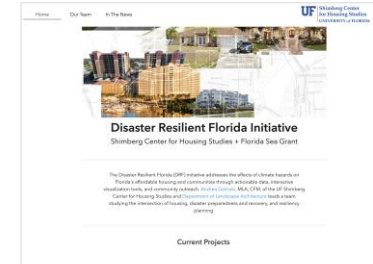 Home Our Team In The News
UF Shimberg Center
for Housing Studies
UNIVERSITY of FLORIDA
Disaster Resilient Florida Initiative
Shimberg Center for Housing Studies + Florida Sea Grant
The Disaster Resilient Florida (DRF) initiative addresses the effects of climate hazards on
Florida's affordable housing and communities through actionable data, interactive
visualization tools, and community outreach. Andres Galindo, MLA, CFM, of the UF Shimberg
Center for Housing Studies and Department of Landscape Architecture leads a team
studying the intersection of housing, disaster preparedness and recovery, and resiliency
planning.
Current Projects